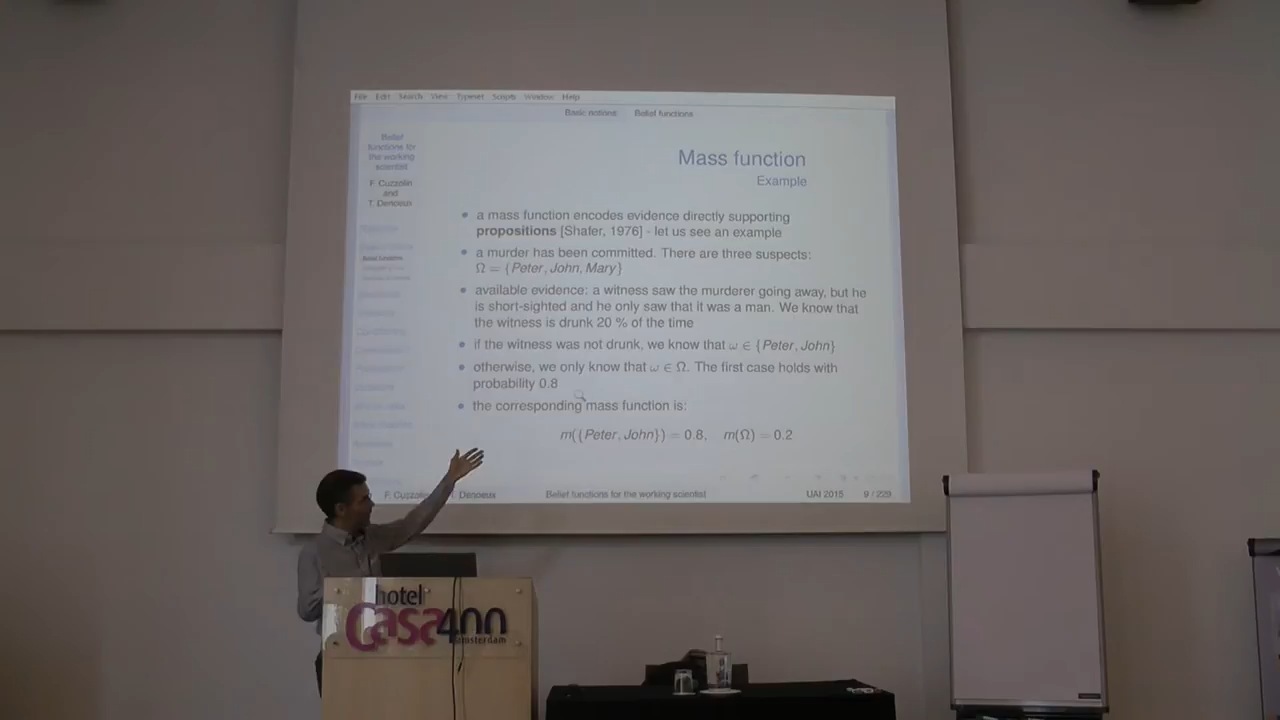 File Edit Search View Typeset Scripts Window Help
Basic notions Belief functions
Belief
functions for
the working
scientist
F. Cuzzolin
and
T. Denoeux
Belief functions
Mass function
Example
a mass function encodes evidence directly supporting
propositions [Shafer, 1976] - let us see an example
a murder has been committed. There are three suspects:
Ω = {Peter, John, Mary}
available evidence: a witness saw the murderer going away, but he
is short-sighted and he only saw that it was a man. We know that
the witness is drunk 20 % of the time
if the witness was not drunk, we know that ω ∈ {Peter, John}
otherwise, we only know that ω ∈ Ω. The first case holds with
probability 0.8
the corresponding mass function is:
m({Peter, John}) = 0.8, m(Ω) = 0.2
F. Cuzzolin Denoeux Belief functions for the working scientist UAI 2015 9 / 229
hotel
Casa400
amsterdam